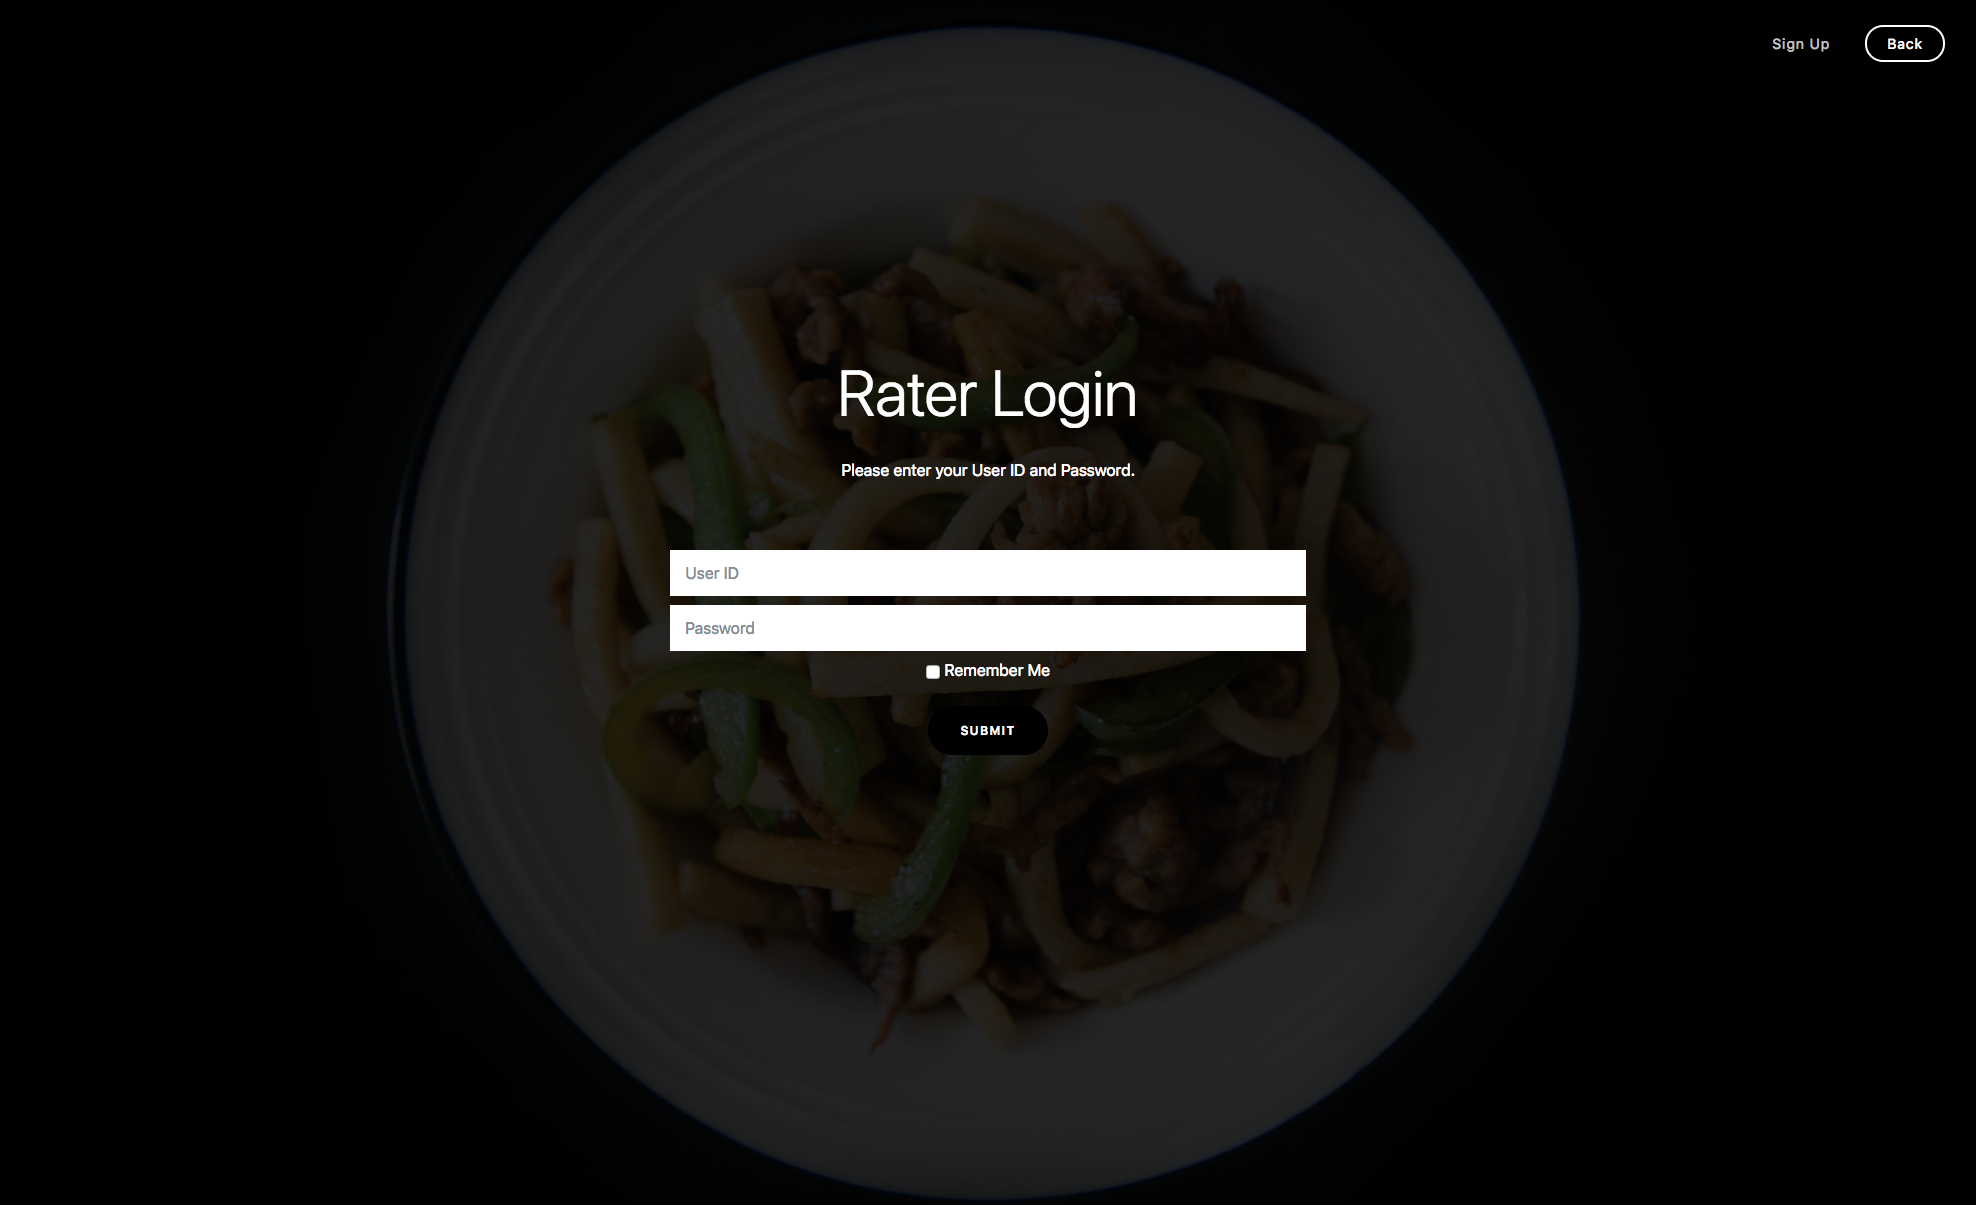 Sign Up
Back
Rater Login
Please enter your User ID and Password.
User ID
Password
Remember Me
SUBMIT